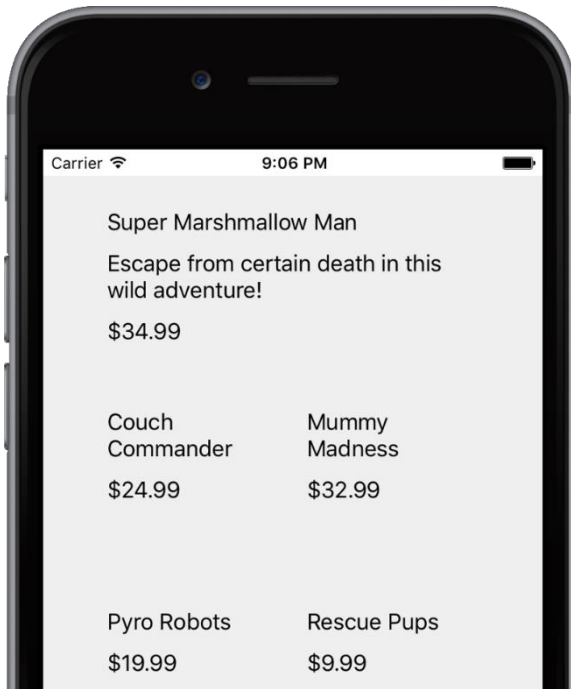 Carrier
9:06 PM
Super Marshmallow Man
Escape from certain death in this
wild adventure!
$34.99
Couch
Commander
$24.99
Mummy
Madness
$32.99
Pyro Robots
$19.99
Rescue Pups
$9.99